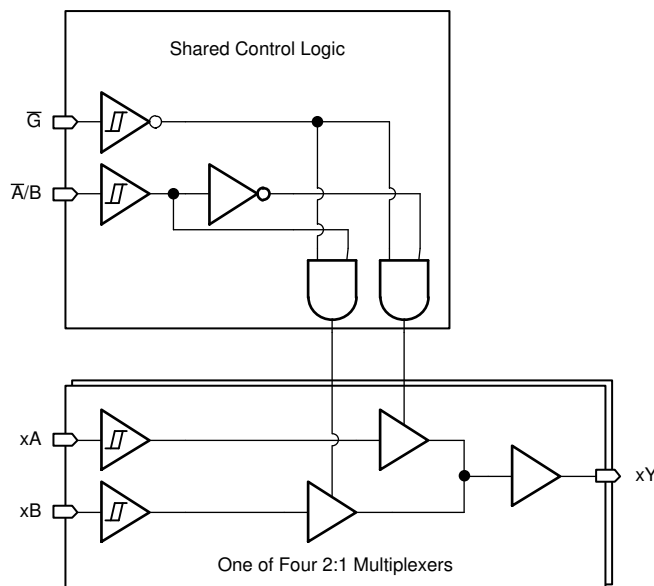 Shared Control Logic
G̅
A̅/B
xA
xB
xY
One of Four 2:1 Multiplexers